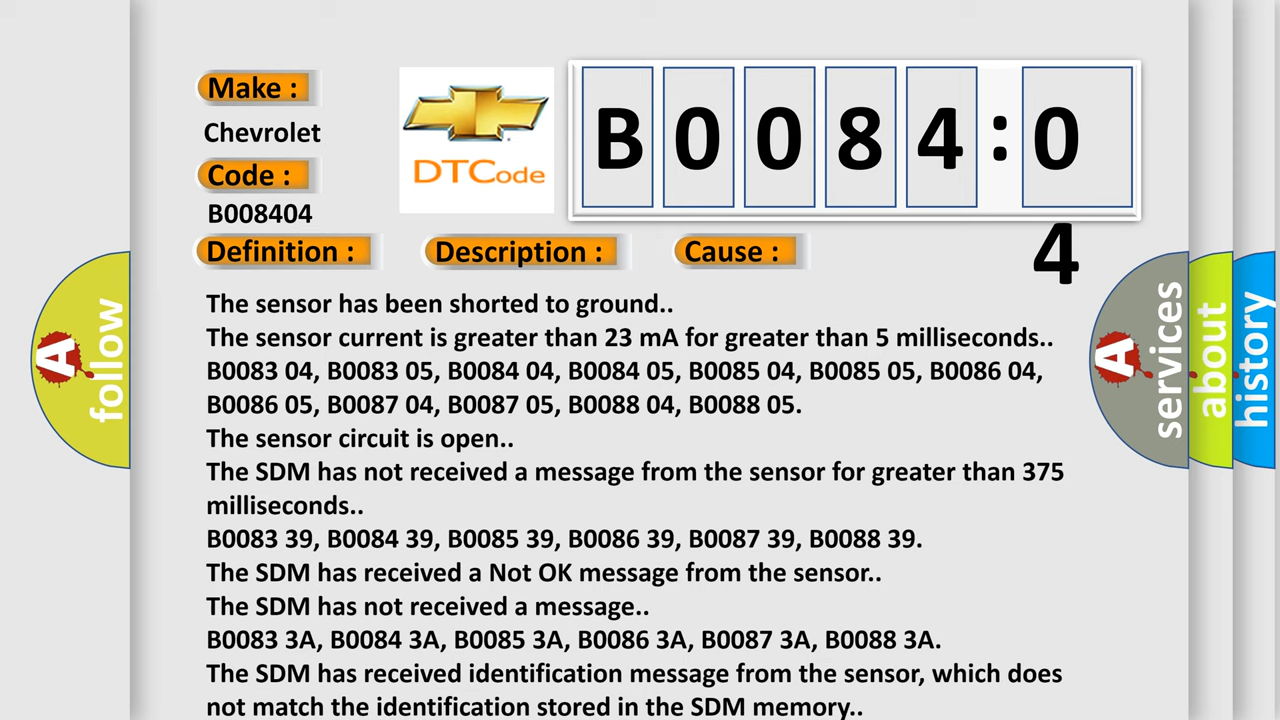 Make :
Chevrolet
Code :
B008404
DTCode
B0084:0
4
Definition :
Description :
Cause :
The sensor has been shorted to ground..
The sensor current is greater than 23 mA for greater than 5 milliseconds..
B0083 04, B0083 05, B0084 04, B0084 05, B0085 04, B0085 05, B0086 04,
B0086 05, B0087 04, B0087 05, B0088 04, B0088 05.
The sensor circuit is open..
The SDM has not received a message from the sensor for greater than 375
milliseconds..
B0083 39, B0084 39, B0085 39, B0086 39, B0087 39, B0088 39.
The SDM has received a Not OK message from the sensor..
The SDM has not received a message..
B0083 3A, B0084 3A, B0085 3A, B0086 3A, B0087 3A, B0088 3A.
The SDM has received identification message from the sensor, which does
not match the identification stored in the SDM memory..
A follow
A services
about
history